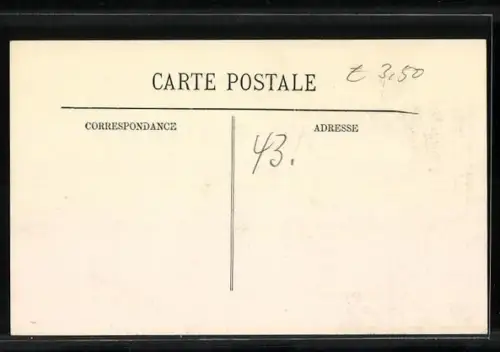 CARTE POSTALE
£ 3.50
CORRESPONDANCE
ADRESSE
43.